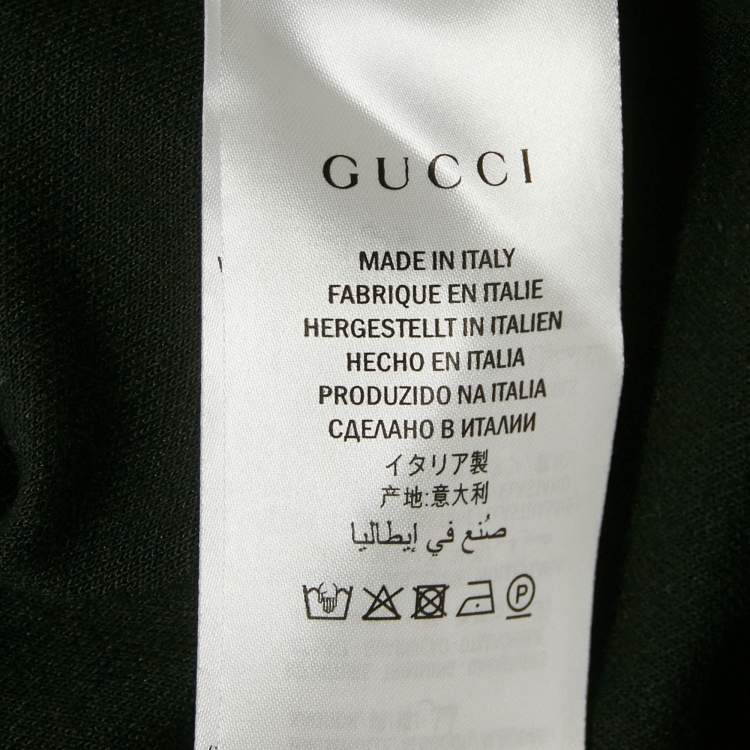 GUCCI
MADE IN ITALY
FABRIQUE EN ITALIE
HERGESTELLT IN ITALIEN
HECHO EN ITALIA
PRODUZIDO NA ITALIA
СДЕЛАНО В ИТАЛИИ
イタリア製
产地:意大利
صُنع في إيطاليا
P